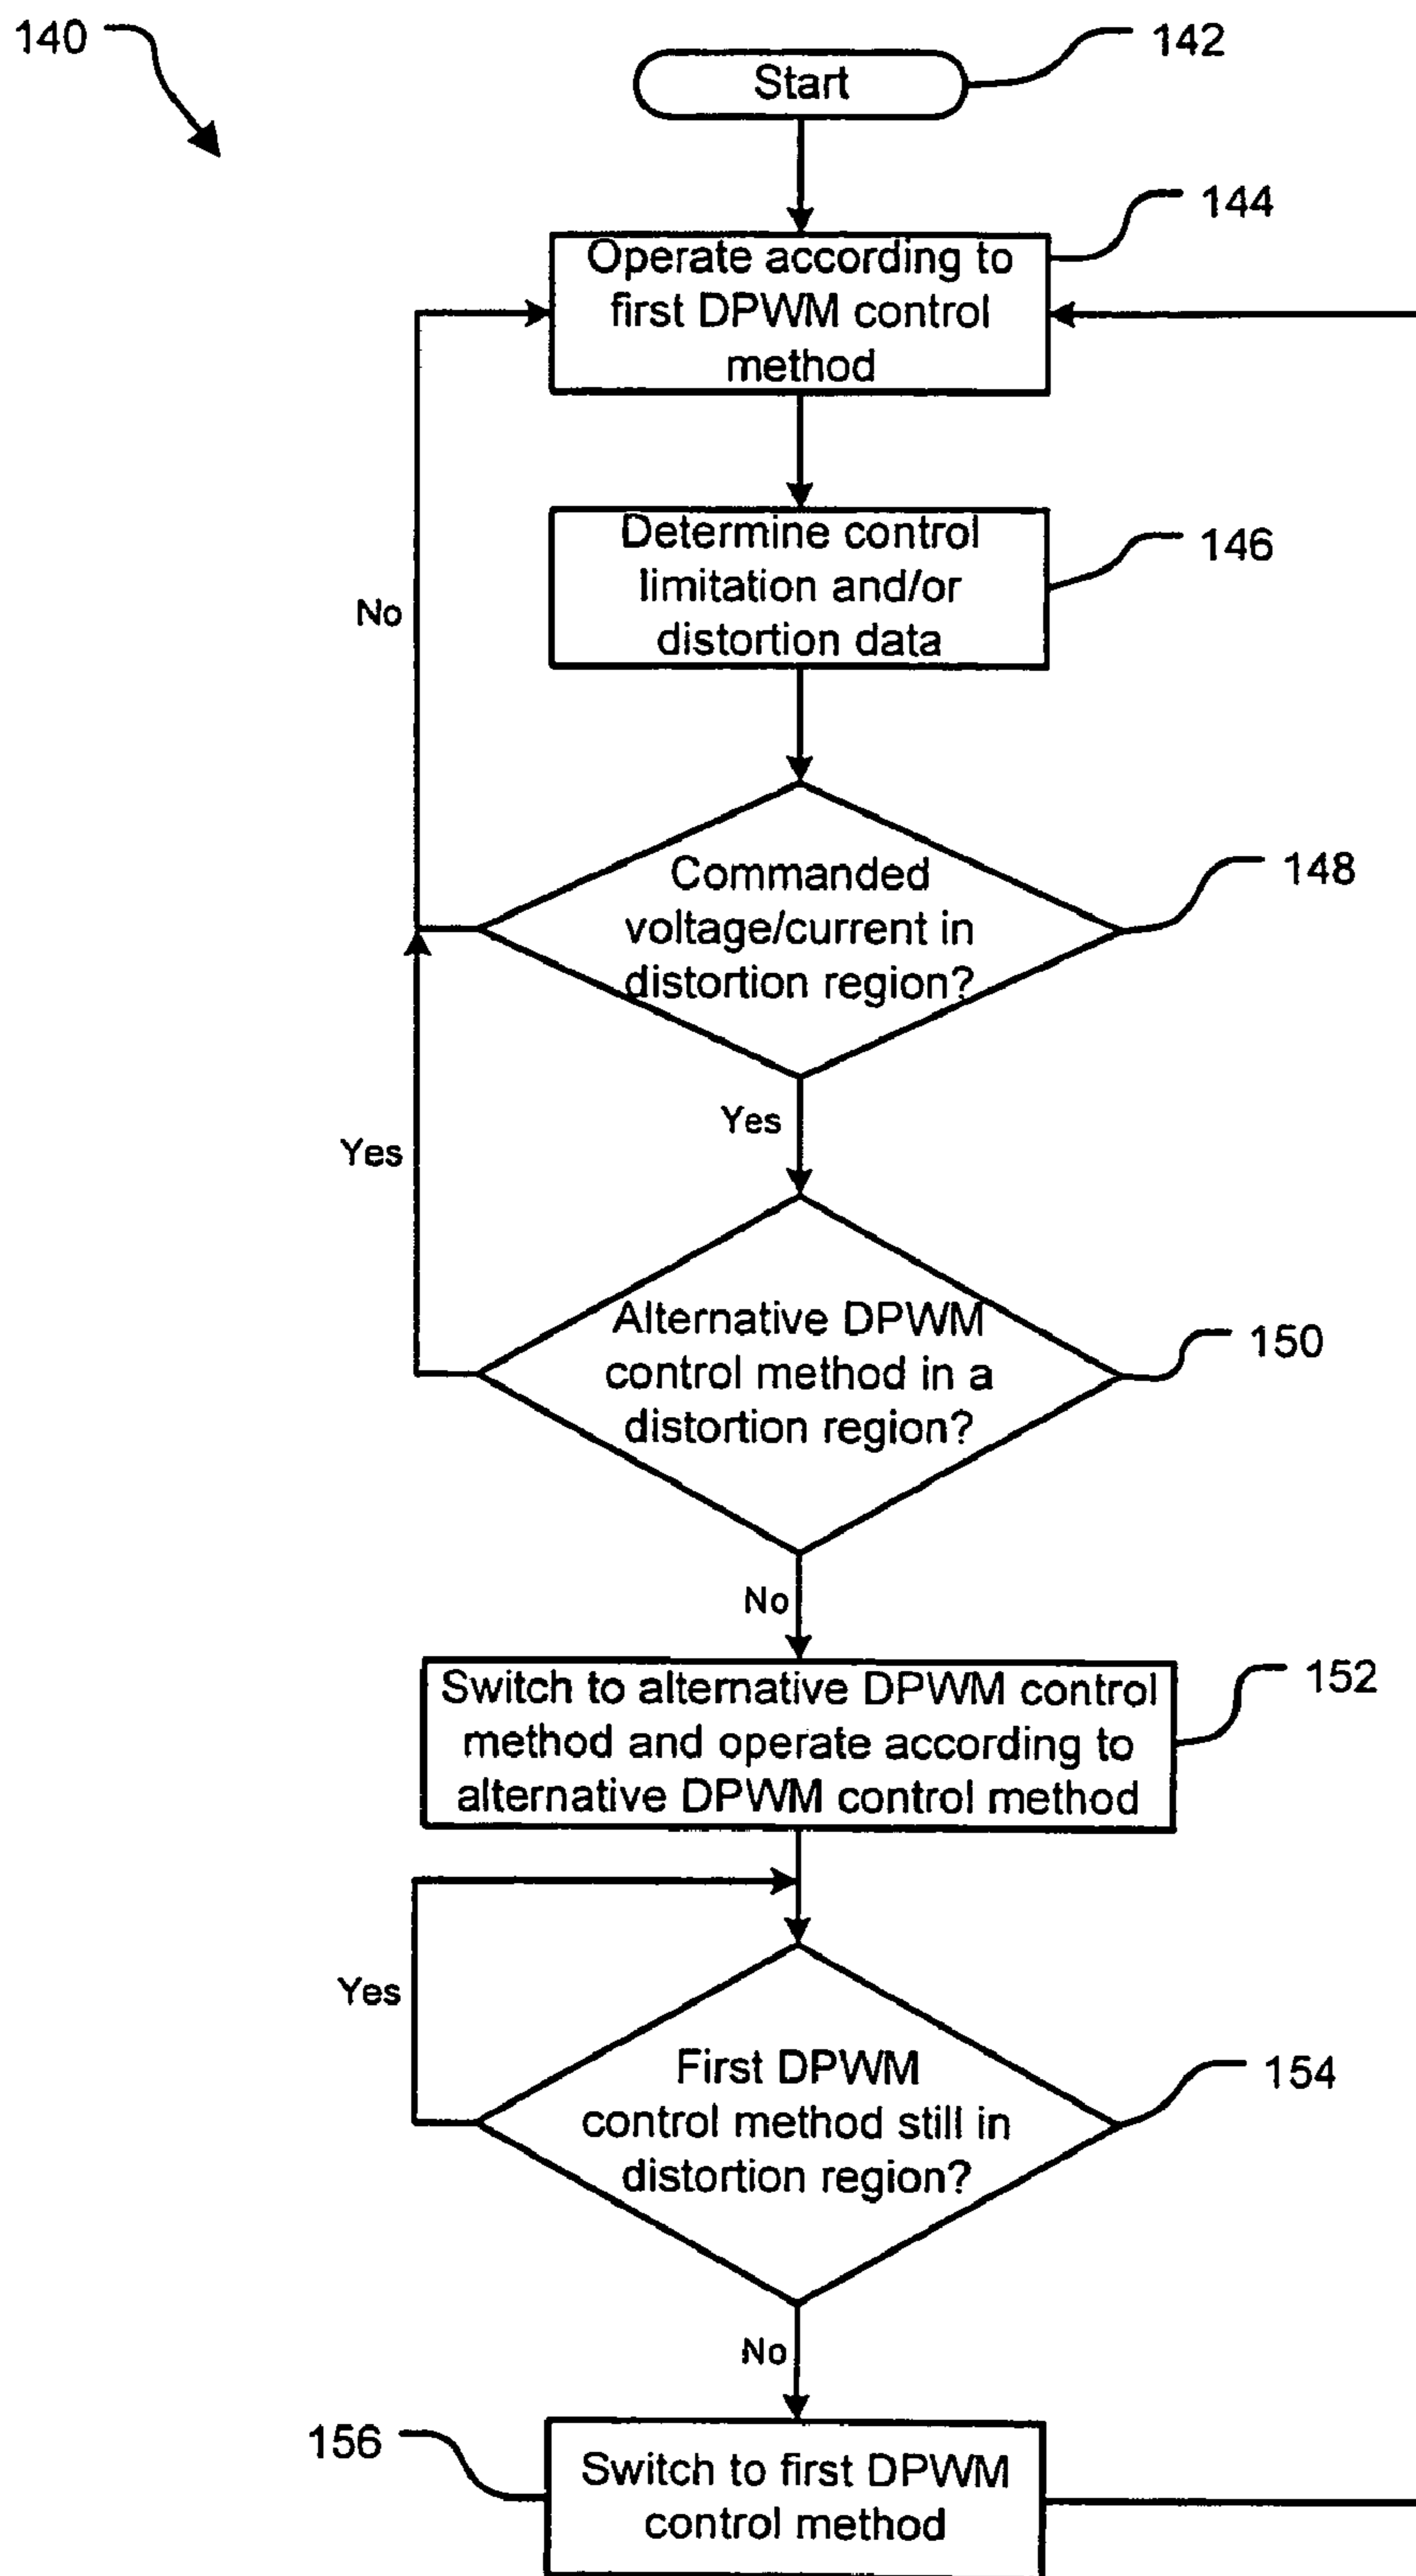 140
Start
142
144
Operate according to
first DPWM control
method
Determine control
limitation and/or
distortion data
146
No
Commanded
voltage/current in
distortion region?
148
Yes
Yes
Alternative DPWM
control method in a
distortion region?
150
No
Switch to alternative DPWM control
method and operate according to
alternative DPWM control method
152
Yes
First DPWM
control method still in
distortion region?
154
No
156
Switch to first DPWM
control method